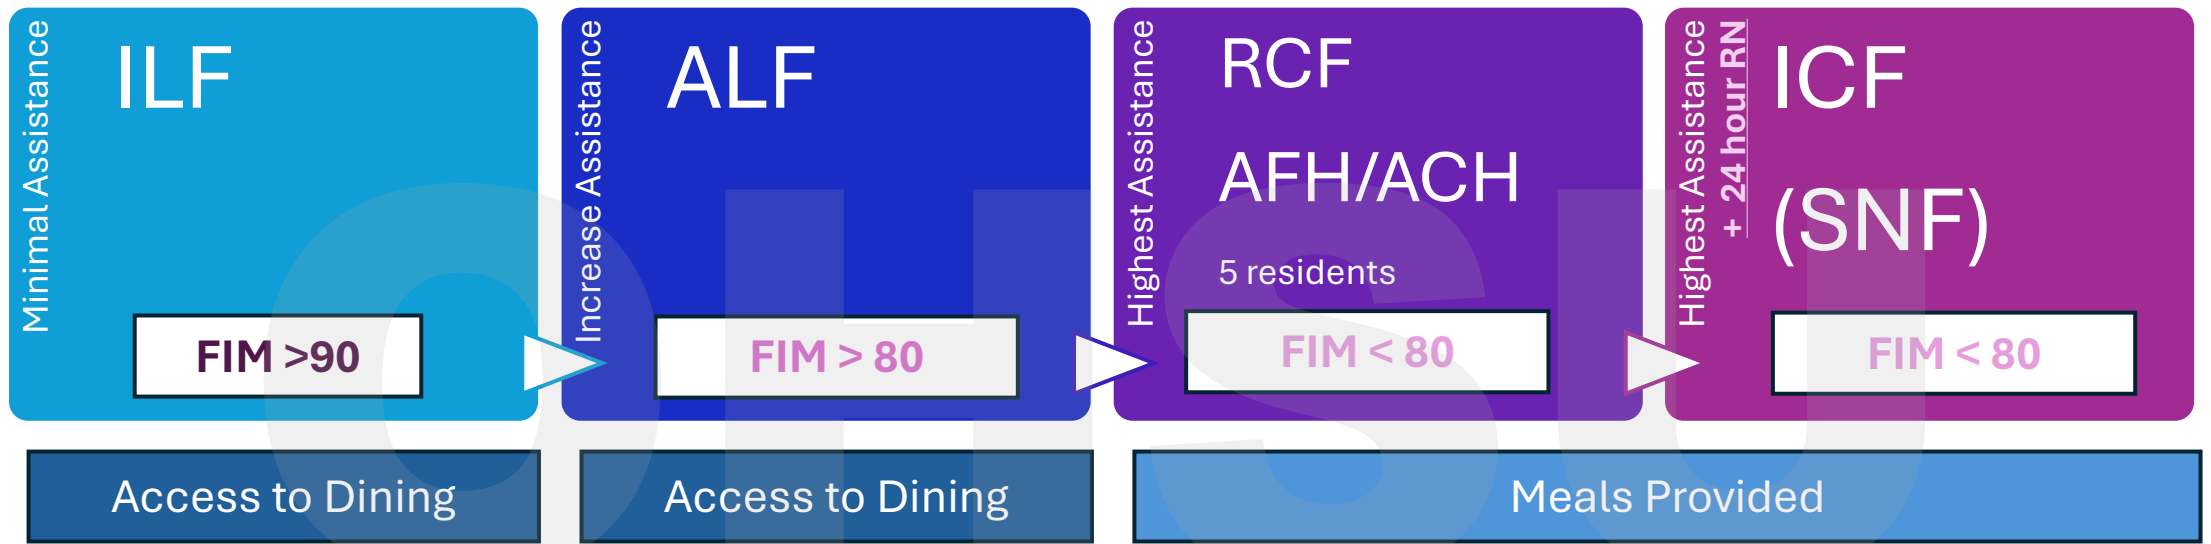 Minimal Assistance
ILF
FIM >90
Increase Assistance
ALF
FIM > 80
Highest Assistance
RCF
AFH/ACH
5 residents
FIM < 80
Highest Assistance
+ 24 hour RN
ICF
(SNF)
FIM < 80
Access to Dining
Access to Dining
Meals Provided
OHSU